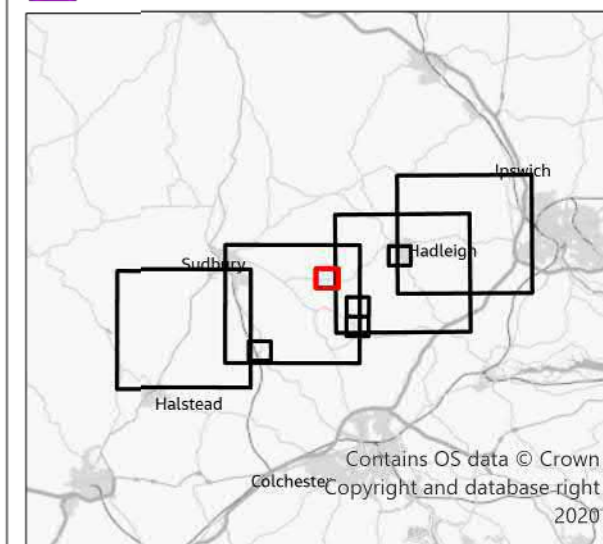 Ipswich
Hadleigh
Sudbury
Halstead
Colchester
Contains OS data © Crown
Copyright and database right
2020